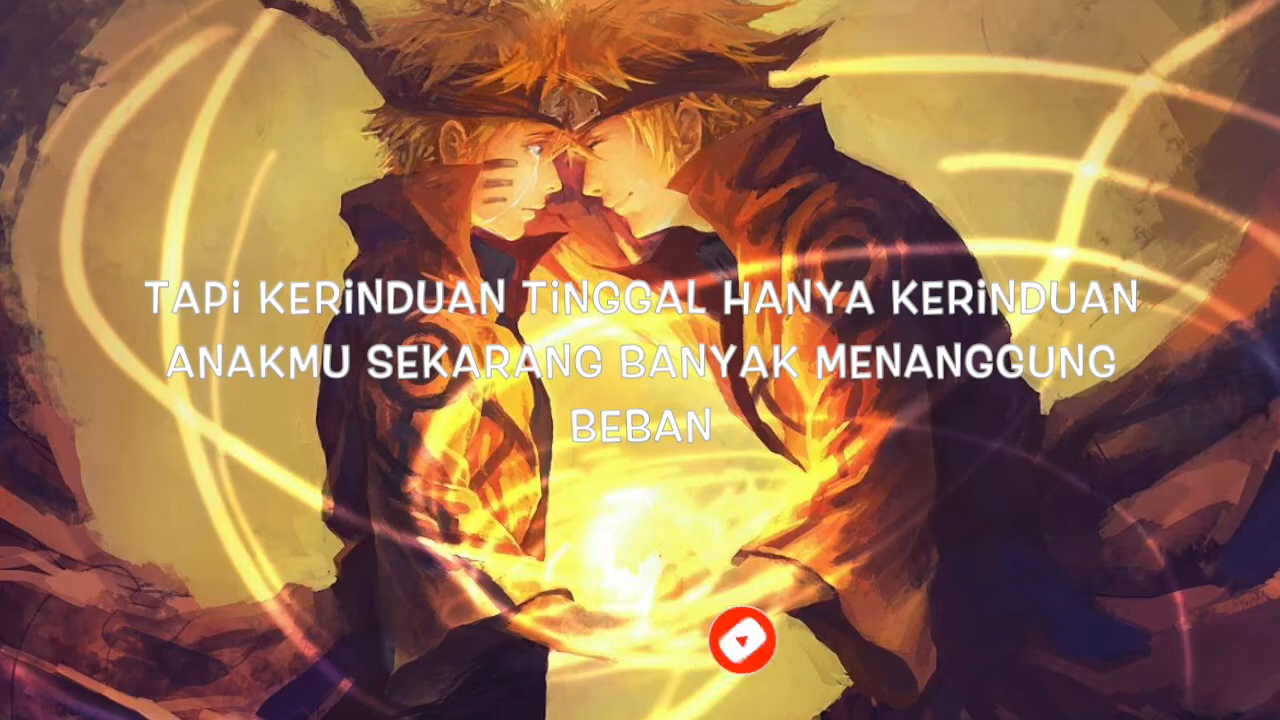 TAPi KERiNDUAN TiNGGAL HANYA KERiNDUAN
ANAKMU SEKARANG BANYAK MENANGGUNG
BEBAN